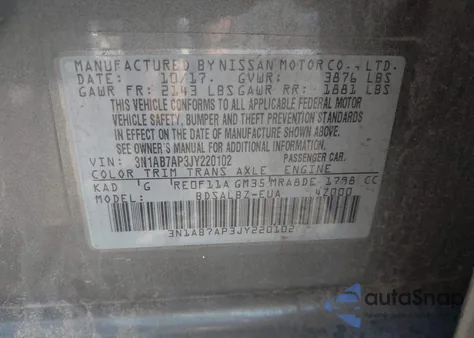 MANUFACTURED BY NISSAN MOTOR CO., LTD.
DATE: 10/17. GVWR: 3876 LBS
GAWR FR: 2143 LBS GAWR RR: 1881 LBS
THIS VEHICLE CONFORMS TO ALL APPLICABLE FEDERAL MOTOR
VEHICLE SAFETY, BUMPER AND THEFT PREVENTION STANDARDS
IN EFFECT ON THE DATE OF MANUFACTURE SHOWN ABOVE.
SEE OWNER'S MANUAL AND DISCLAIMER INFORMATION.
VIN: 3N1AB7AP3JY220102 PASSENGER CAR.
COLOR TRIM TRANS AXLE ENGINE
KAD 'G RE0F11A GM35 MRA8DE 1798 CC
MODEL: BDSALBZ-EUA 4Z000
3N1AB7AP3JY220102
autoSnap